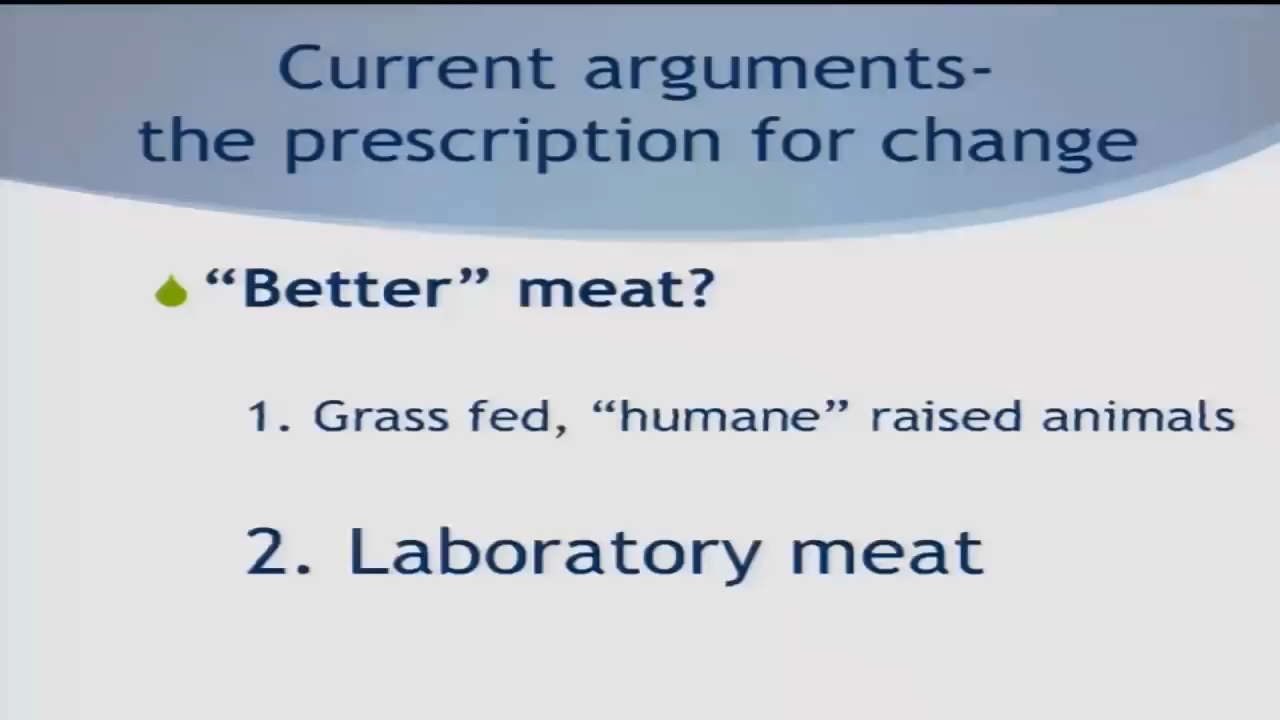 Current arguments-
the prescription for change
“Better” meat?
1. Grass fed, “humane” raised animals
2. Laboratory meat